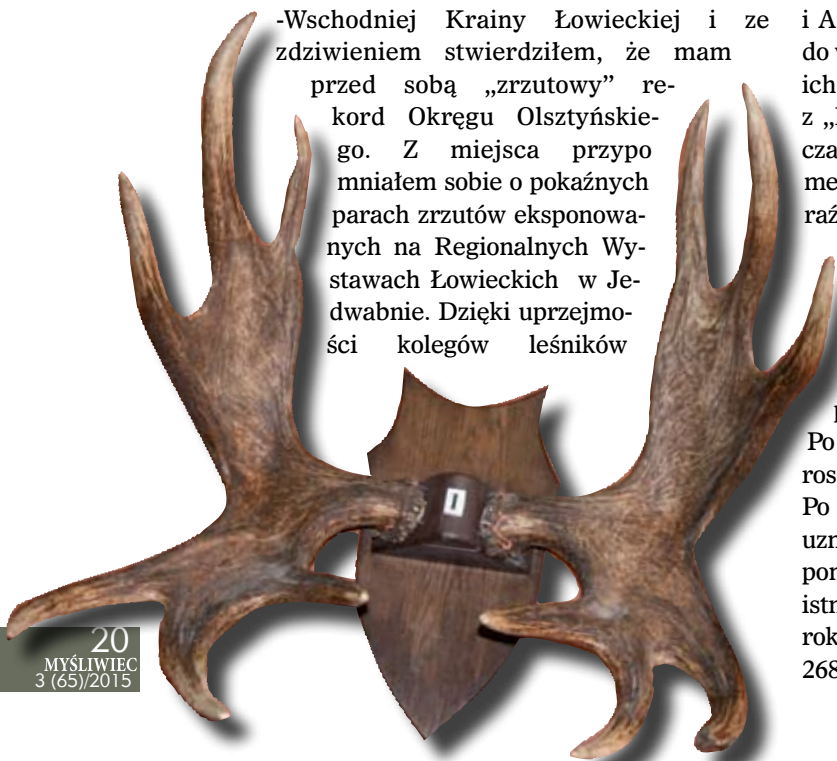 -Wschodniej Krainy Łowieckiej i ze
zdziwieniem stwierdziłem, że mam
przed sobą „zrzutowy” re-
kord Okręgu Olsztyńskie-
go. Z miejsca przypo
mniałem sobie o pokaźnych
parach zrzutów eksponowa-
nych na Regionalnych Wy-
stawach Łowieckich w Je-
dwabnie. Dzięki uprzejmo-
ści kolegów leśników
I
20
MYŚLIWIEC
3 (65)/2015
i A
do
ich
z
cza
me
raź
Po
ros
Po
uzn
pon
istn
rok
268